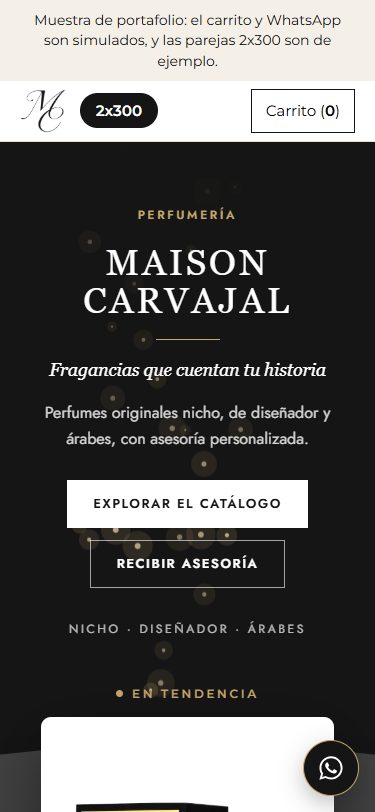 Muestra de portafolio: el carrito y WhatsApp
son simulados, y las parejas 2x300 son de
ejemplo.
MC
2x300
Carrito (0)
PERFUMERÍA
MAISON
CARVAJAL
Fragancias que cuentan tu historia
Perfumes originales nicho, de diseñador y
árabes, con asesoría personalizada.
EXPLORAR EL CATÁLOGO
RECIBIR ASESORÍA
NICHO · DISEÑADOR · ÁRABES
EN TENDENCIA